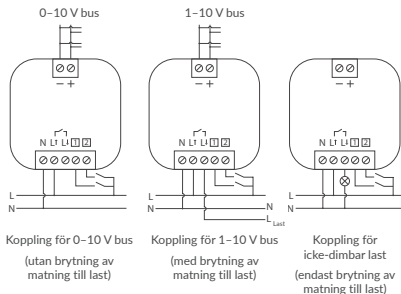 0–10 V bus
1–10 V bus
− +
− +
− +
N L↑ L↓ 1 2
N L↑ L↓ 1 2
N L↑ L↓ 1 2
L
N
L
N
N
L Last
L
N
Koppling för 0–10 V bus
(utan brytning av
matning till last)
Koppling för 1–10 V bus
(med brytning av
matning till last)
Koppling för
icke-dimbar last
(endast brytning av
matning till last)